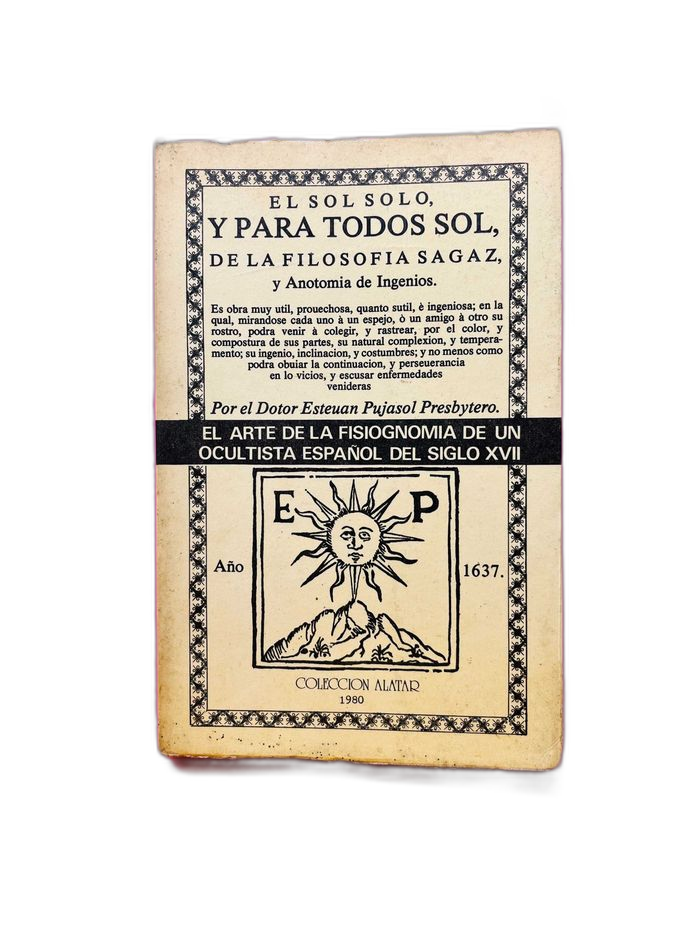 EL SOL SOLO,
Y PARA TODOS SOL,
DE LA FILOSOFIA SAGAZ,
y Anotomia de Ingenios.
Es obra muy util, prouechosa, quanto sutil, è ingeniosa; en la
qual, mirandose cada uno à un espejo, ò un amigo à otro su
rostro, podra venir à colegir, y rastrear, por el color, y
compostura de sus partes, su natural complexion, y tempera-
mento; su ingenio, inclinacion, y costumbres; y no menos como
podra obuiar la continuacion, y perseuerancia
en lo vicios, y escusar enfermedades
venideras
Por el Dotor Esteuan Pujasol Presbytero.
EL ARTE DE LA FISIOGNOMIA DE UN
OCULTISTA ESPAÑOL DEL SIGLO XVII
E P
Año 1637.
COLECCION ALATAR
1980